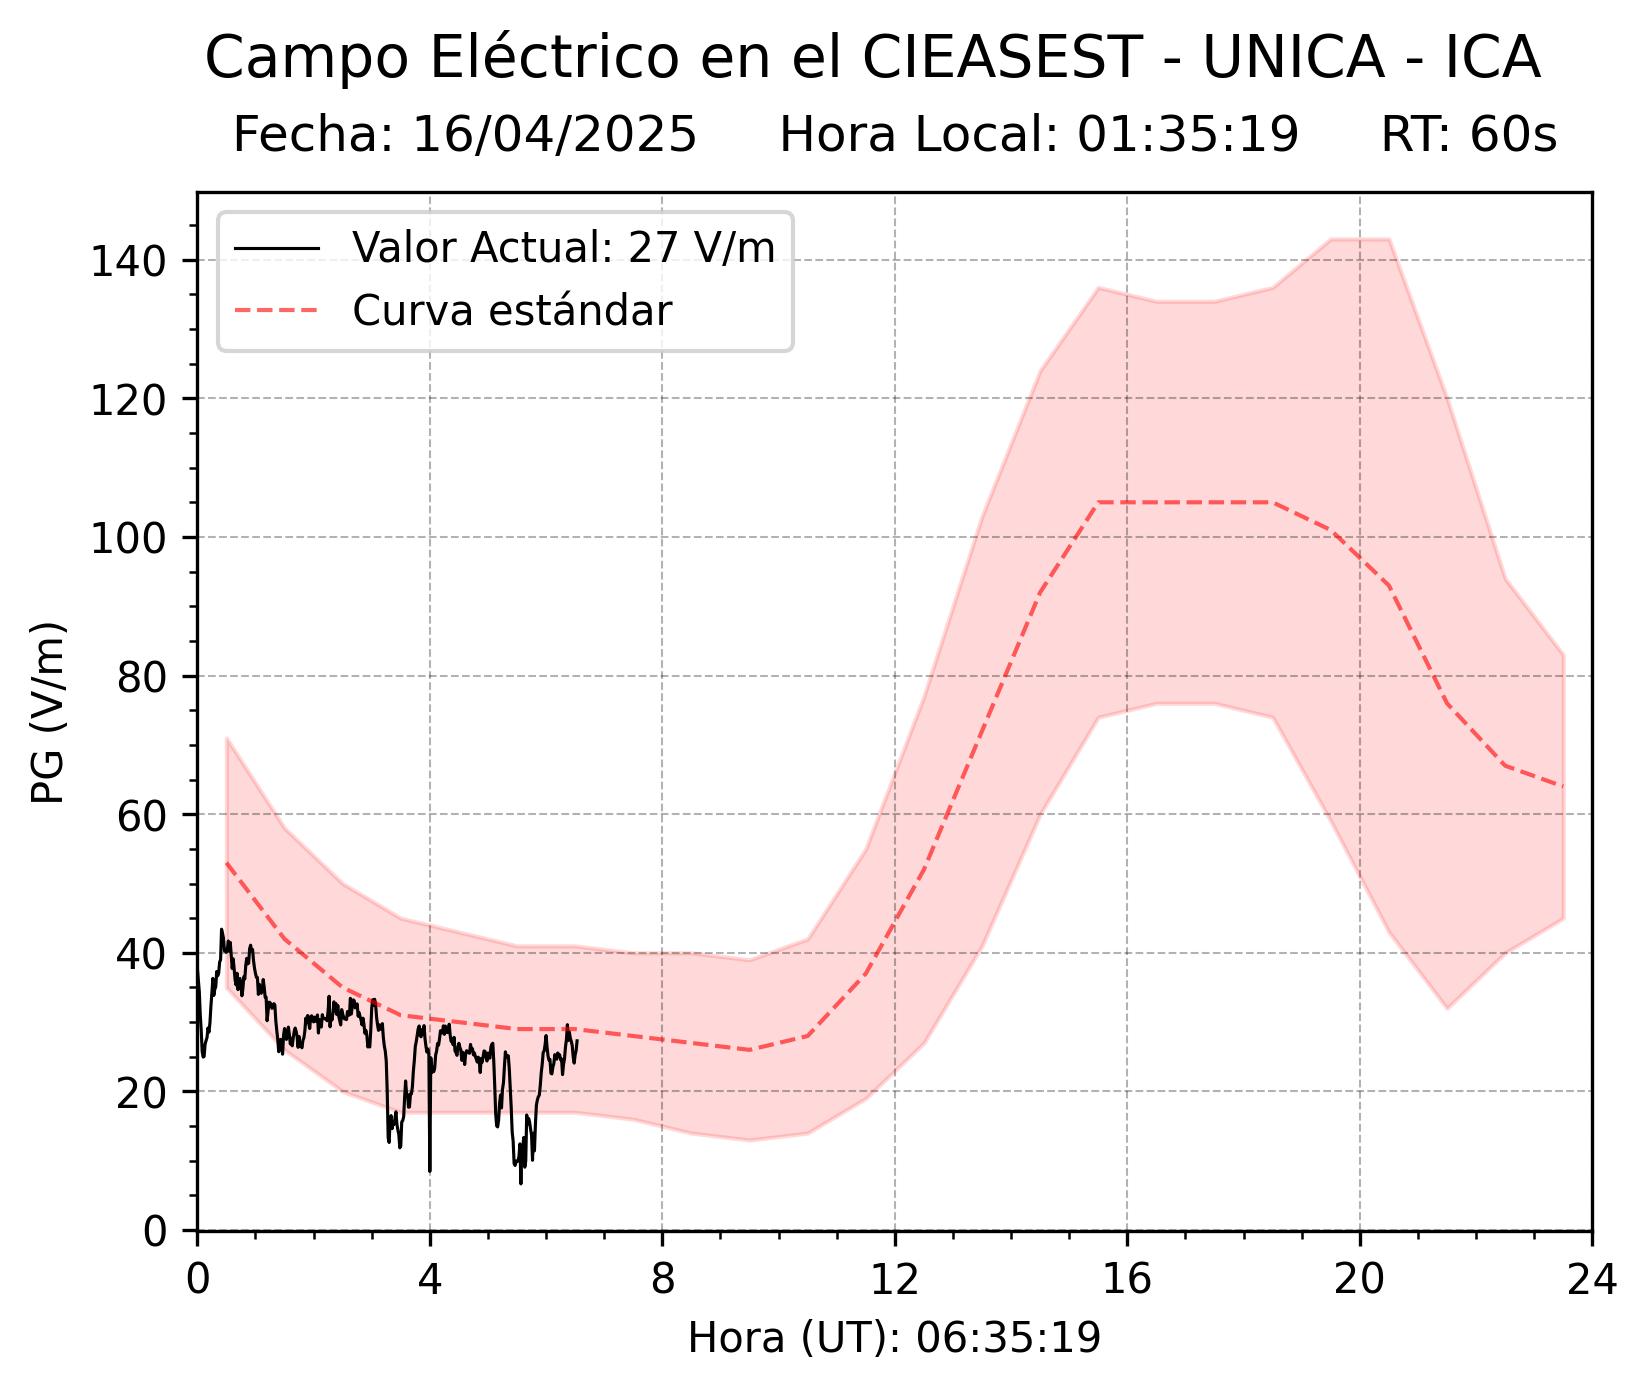 Campo Eléctrico en el CIEASEST - UNICA - ICA
Fecha: 16/04/2025 Hora Local: 01:35:19 RT: 60s
Valor Actual: 27 V/m
Curva estándar
PG (V/m)
140
120
100
80
60
40
20
0
0 4 8 12 16 20 24
Hora (UT): 06:35:19